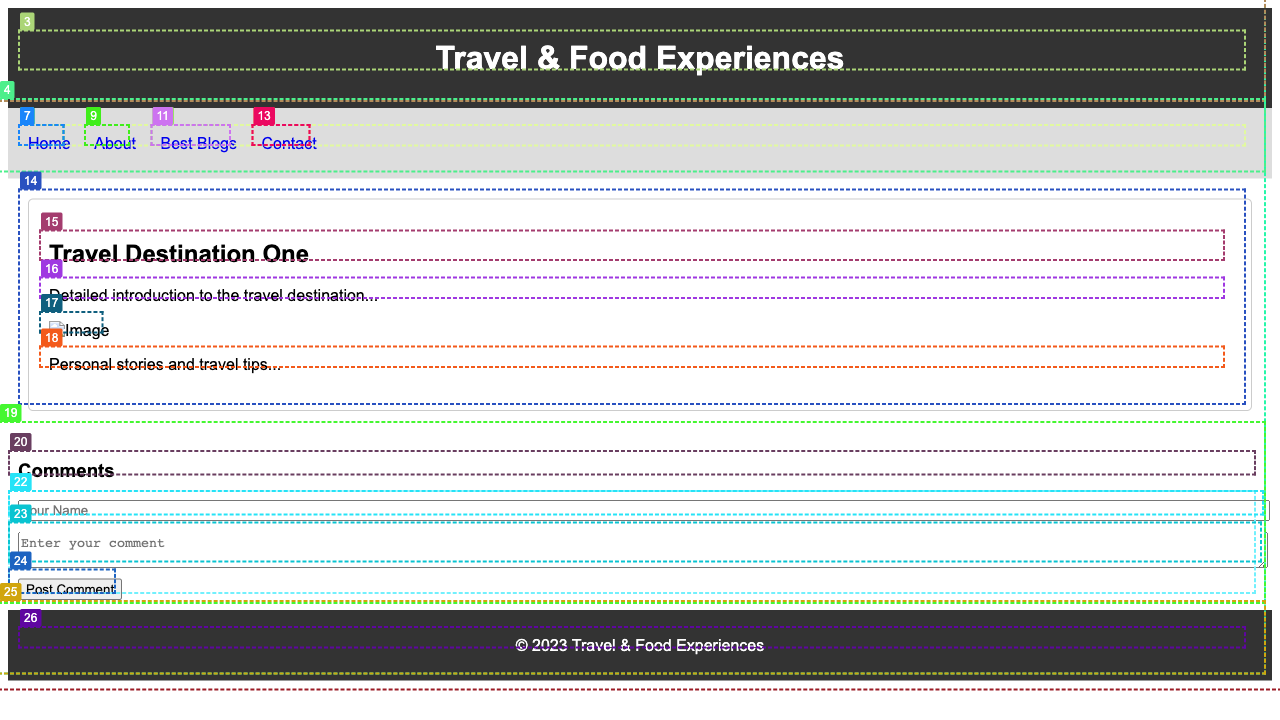 3
Travel & Food Experiences
4
7 9 11 13
Home About Best Blogs Contact
14
15
Travel Destination One
16
Detailed introduction to the travel destination...
17
Image
18
Personal stories and travel tips...
19
20
Comments
22
Your Name
23
Enter your comment
24
Post Comment
25
26
© 2023 Travel & Food Experiences